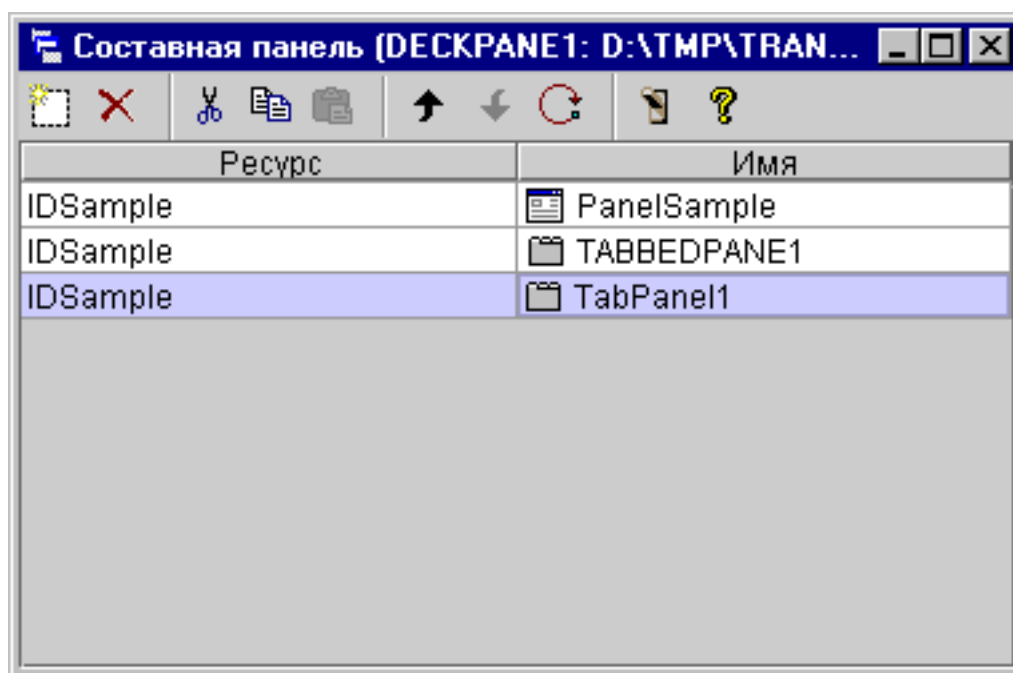 Составная панель (DECKPANE1: D:\TMP\TRAN...
Ресурс Имя
IDSample PanelSample
IDSample TABBEDPANE1
IDSample TabPanel1